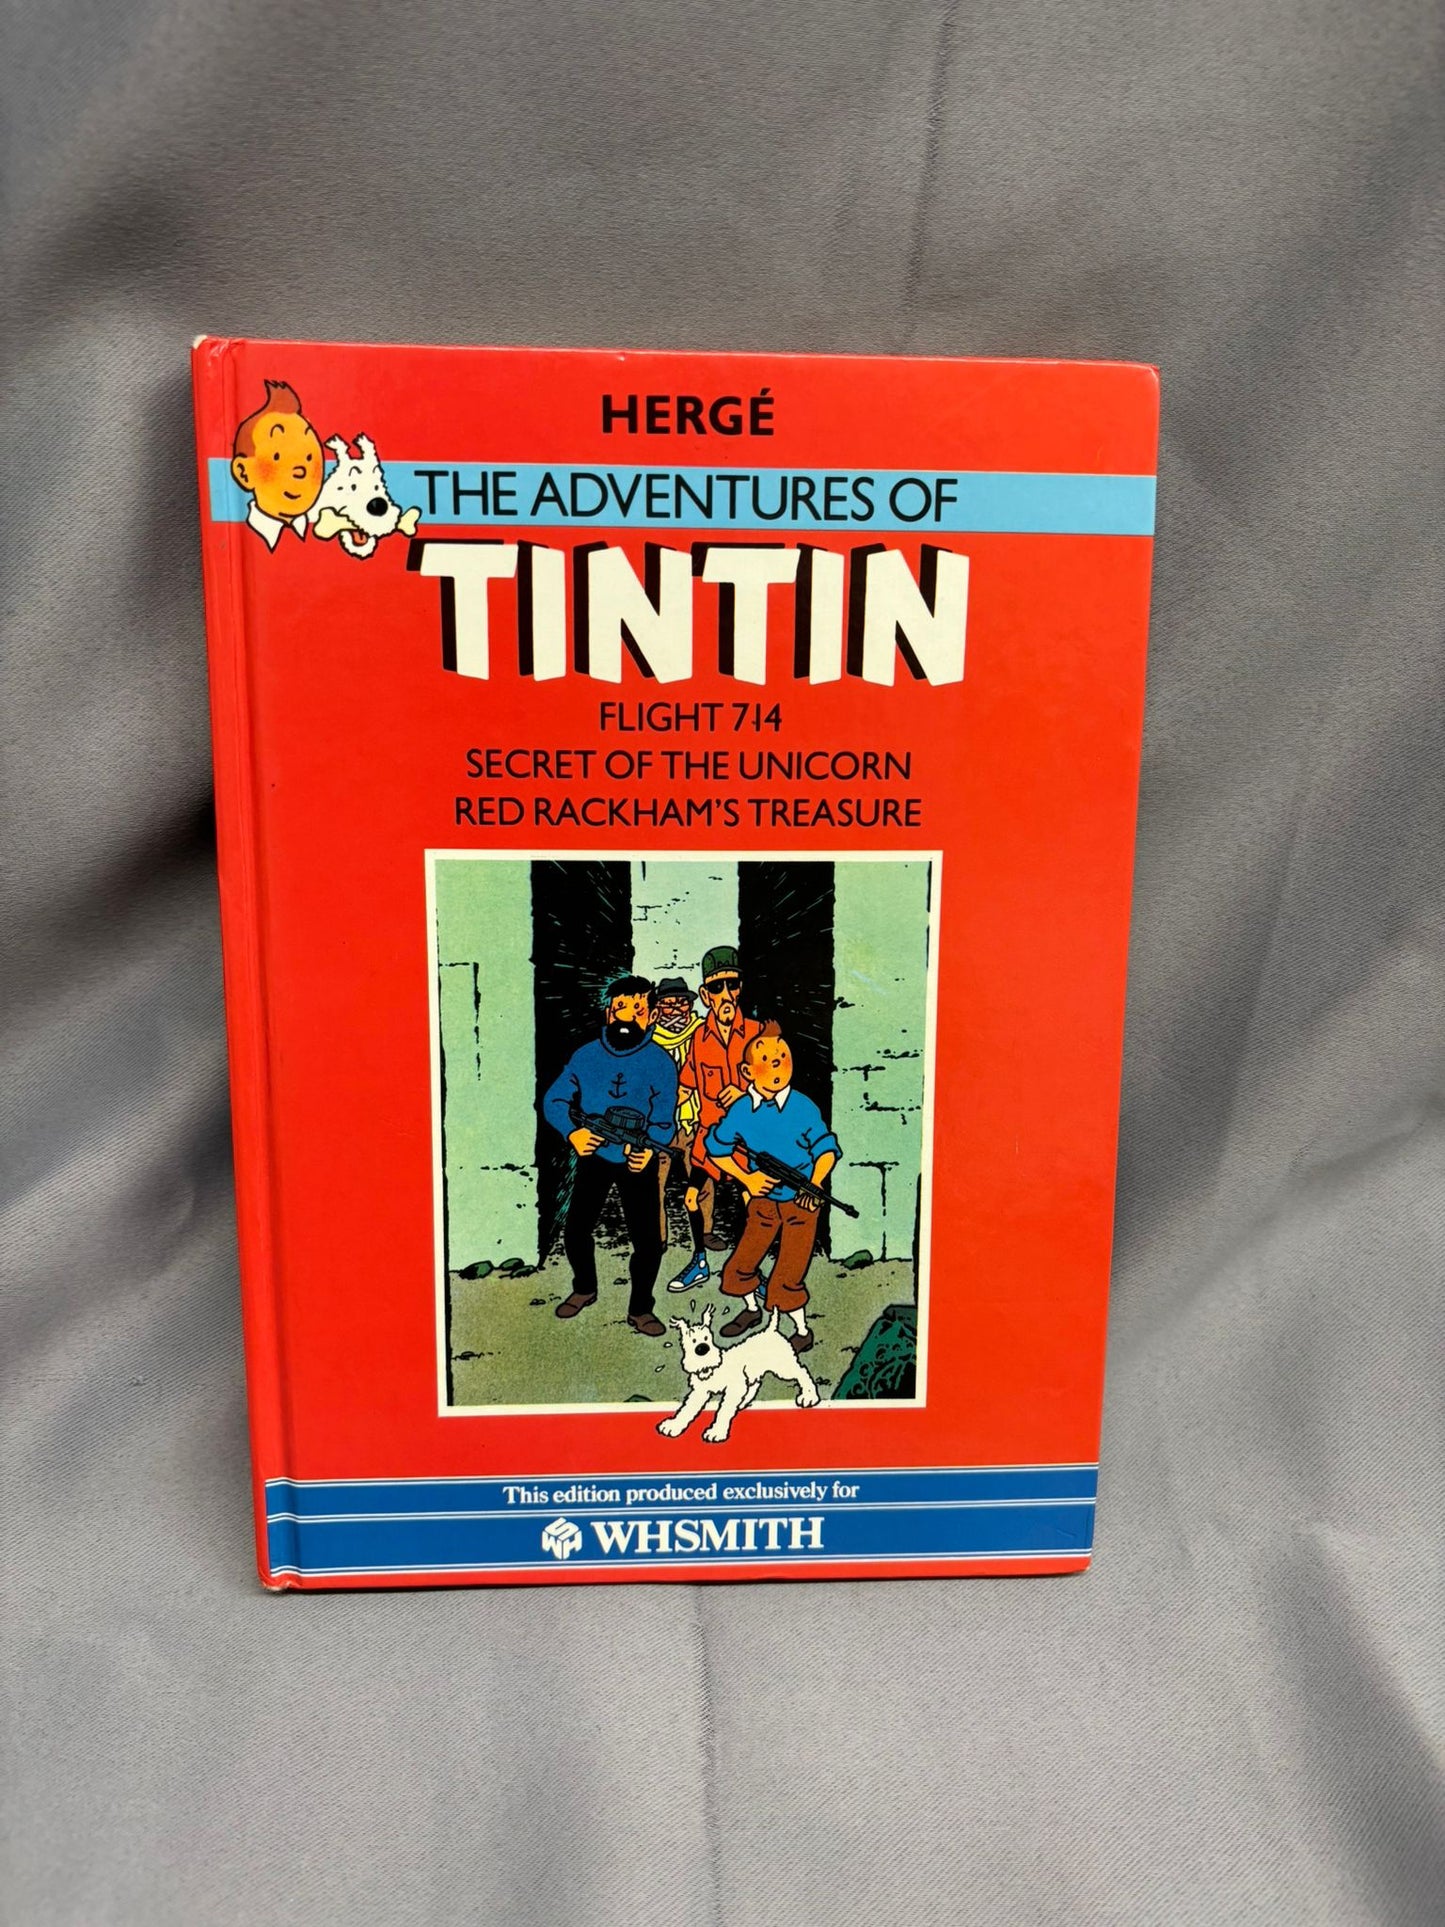 HERGÉ
THE ADVENTURES OF
TINTIN
FLIGHT 714
SECRET OF THE UNICORN
RED RACKHAM'S TREASURE
This edition produced exclusively for
WHS WHSMITH